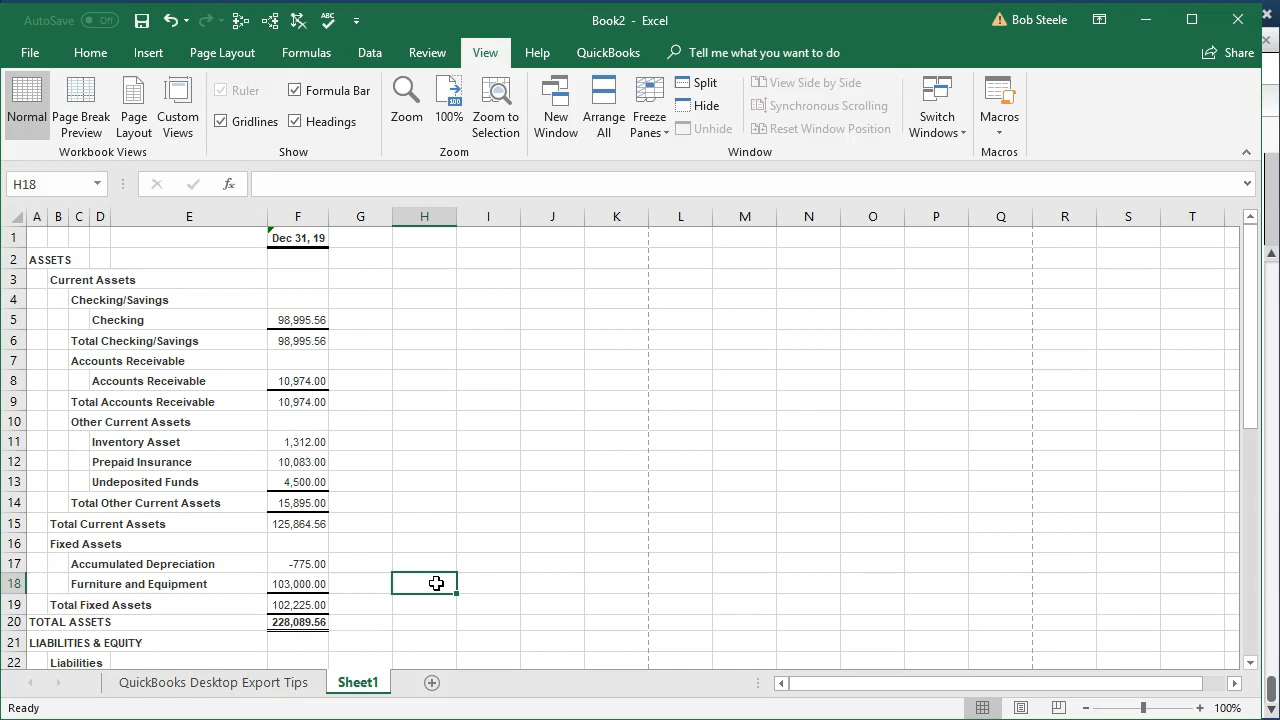 AutoSave Off Book2 - Excel Bob Steele
File Home Insert Page Layout Formulas Data Review View Help QuickBooks Tell me what you want to do Share
Normal Page Break Preview Page Layout Custom Views
Workbook Views
Ruler Formula Bar
Gridlines Headings
Show
Zoom 100% Zoom to Selection
Zoom
New Window Arrange All Freeze Panes
Split
Hide
Unhide
View Side by Side
Synchronous Scrolling
Reset Window Position
Switch Windows
Window
Macros
Macros
H18 fx
A B C D E F G H I J K L M N O P Q R S T
1 Dec 31, 19
2 ASSETS
3 Current Assets
4 Checking/Savings
5 Checking 98,995.56
6 Total Checking/Savings 98,995.56
7 Accounts Receivable
8 Accounts Receivable 10,974.00
9 Total Accounts Receivable 10,974.00
10 Other Current Assets
11 Inventory Asset 1,312.00
12 Prepaid Insurance 10,083.00
13 Undeposited Funds 4,500.00
14 Total Other Current Assets 15,895.00
15 Total Current Assets 125,864.56
16 Fixed Assets
17 Accumulated Depreciation -775.00
18 Furniture and Equipment 103,000.00
19 Total Fixed Assets 102,225.00
20 TOTAL ASSETS 228,089.56
21 LIABILITIES & EQUITY
22 Liabilities
QuickBooks Desktop Export Tips Sheet1
Ready 100%